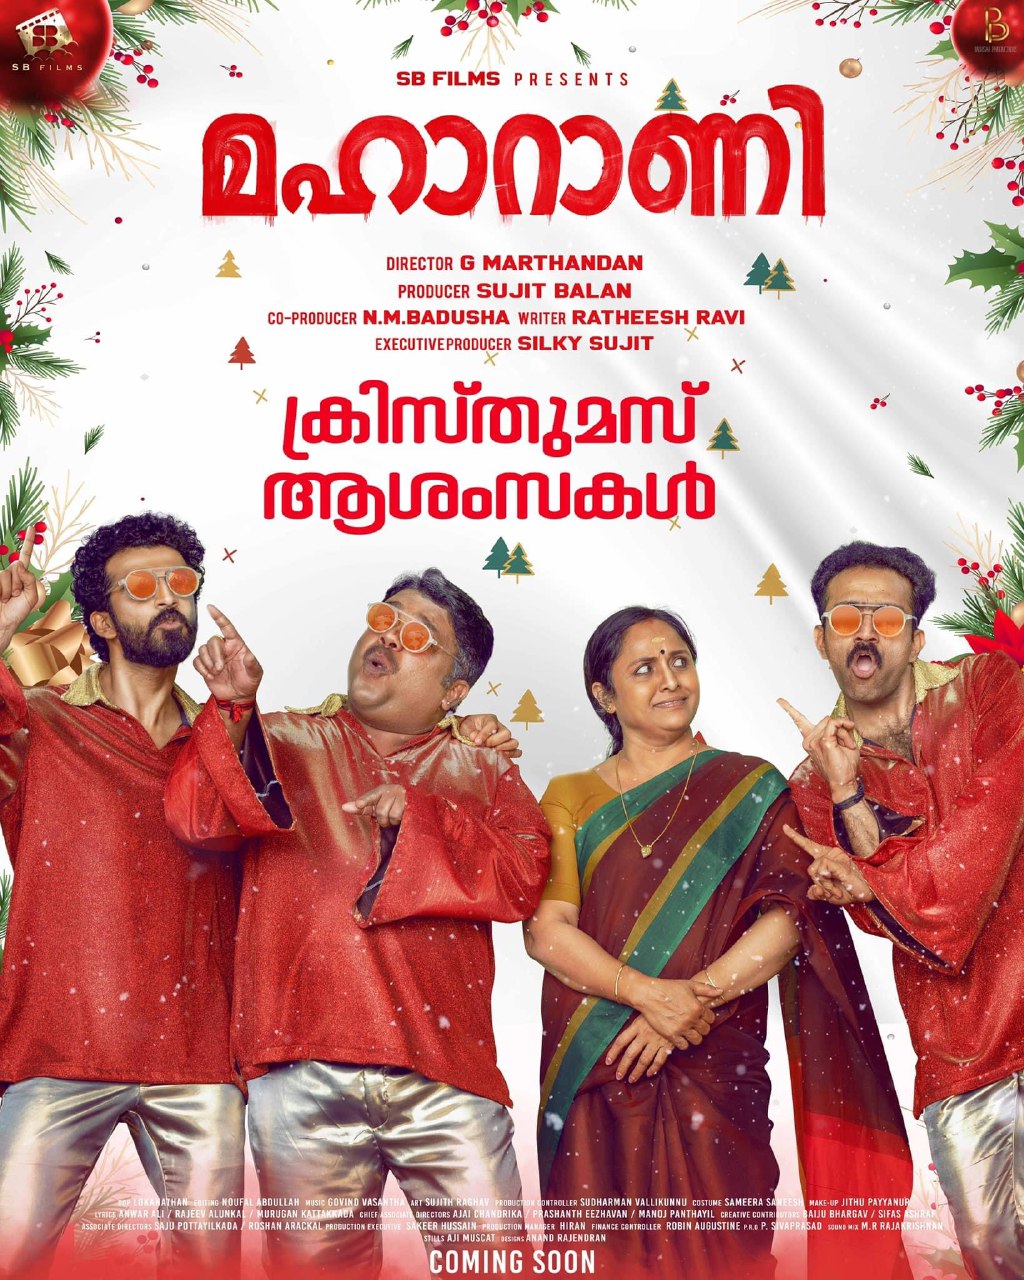 SB FILMS
SB FILMS PRESENTS
മഹാറാണി
DIRECTOR G MARTHANDAN
PRODUCER SUJIT BALAN
CO-PRODUCER N.M.BADUSHA WRITER RATHEESH RAVI
EXECUTIVE PRODUCER SILKY SUJIT
ക്രിസ്തുമസ്
ആശംസകൾ
DOP LOKANATHAN EDITING NOUFAL ABDULLAH MUSIC GOVIND VASANTHA ART SUJITH RAGHAV PRODUCTION CONTROLLER SUDHARMAN VALLIKUNNU COSTUME SAMEERA SANEESH MAKE-UP JITHU PAYYANUR
LYRICS ANWAR ALI / RAJEEV ALUNKAL / MURUGAN KATTAKKADA CHIEF ASSOCIATE DIRECTORS AJAI CHANDRIKA / PRASHANTH EEZHAVAN / MANOJ PANTHAYIL CREATIVE CONTRIBUTORS BAIJU BHARGAV / SIFAS ASHRAF
ASSOCIATE DIRECTORS SAJU POTTAYILKADA / ROSHAN ARACKAL PRODUCTION EXECUTIVE SAKEER HUSSAIN PRODUCTION MANAGER HIRAN FINANCE CONTROLLER ROBIN AUGUSTINE P.R.O P. SIVAPRASAD SOUND MIX M.R RAJAKRISHNAN
STILLS AJI MUSCAT DESIGNS ANAND RAJENDRAN
COMING SOON